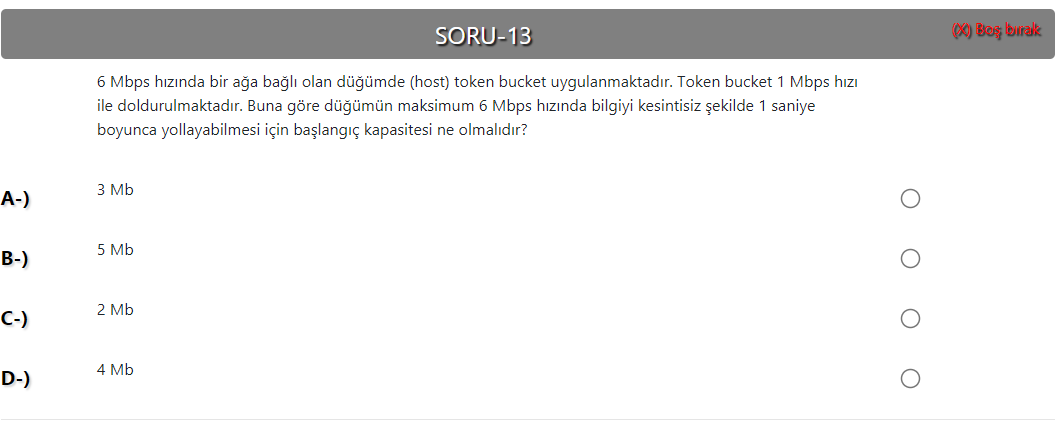 SORU-13
(X) Boş bırak
6 Mbps hızında bir ağa bağlı olan düğümde (host) token bucket uygulanmaktadır. Token bucket 1 Mbps hızı
ile doldurulmaktadır. Buna göre düğümün maksimum 6 Mbps hızında bilgiyi kesintisiz şekilde 1 saniye
boyunca yollayabilmesi için başlangıç kapasitesi ne olmalıdır?
A-) 3 Mb
B-) 5 Mb
C-) 2 Mb
D-) 4 Mb